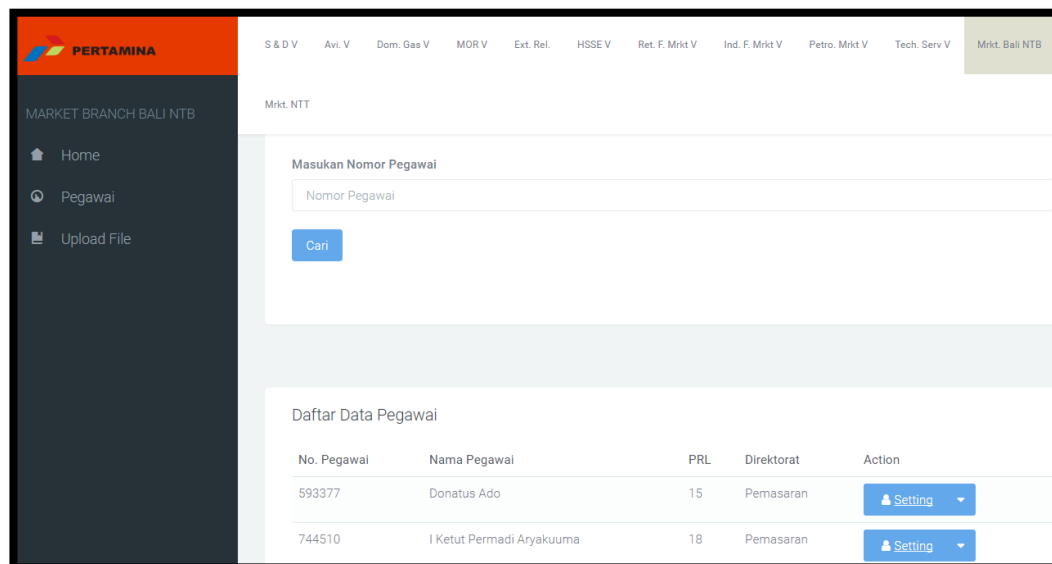 PERTAMINA
S & D V Avi. V Dom. Gas V MOR V Ext. Rel. HSSE V Ret. F. Mrkt V Ind. F. Mrkt V Petro. Mrkt V Tech. Serv V Mrkt. Bali NTB
Mrkt. NTT
MARKET BRANCH BALI NTB
Home
Pegawai
Upload File
Masukan Nomor Pegawai
Nomor Pegawai
Cari
Daftar Data Pegawai
No. Pegawai Nama Pegawai PRL Direktorat Action
593377 Donatus Ado 15 Pemasaran Setting
744510 I Ketut Permadi Aryakuuma 18 Pemasaran Setting